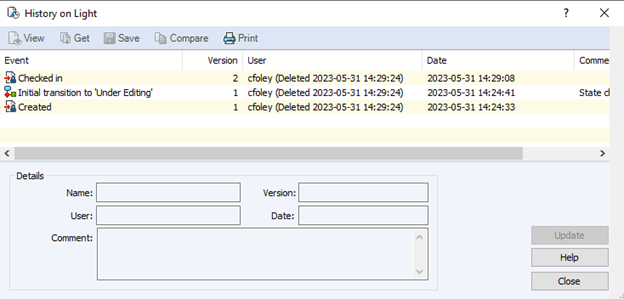 History on Light
? 
View Get Save Compare Print
Event Version User Date Comme
Checked in 2 cfoley (Deleted 2023-05-31 14:29:24) 2023-05-31 14:29:08
Initial transition to 'Under Editing' 1 cfoley (Deleted 2023-05-31 14:29:24) 2023-05-31 14:24:41 State cl
Created 1 cfoley (Deleted 2023-05-31 14:29:24) 2023-05-31 14:24:33
Details
Name: Version:
User: Date:
Comment:
Update
Help
Close